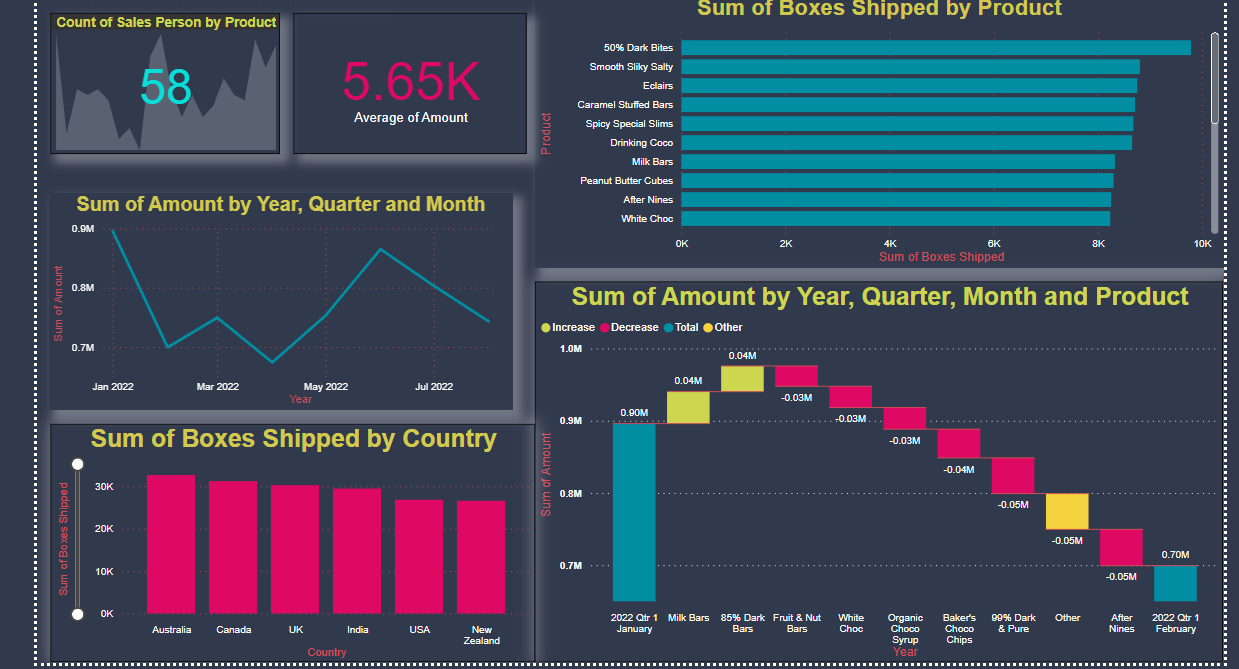 Count of Sales Person by Product
58
5.65K
Average of Amount
Sum of Boxes Shipped by Product
Product
50% Dark Bites
Smooth Sliky Salty
Eclairs
Caramel Stuffed Bars
Spicy Special Slims
Drinking Coco
Milk Bars
Peanut Butter Cubes
After Nines
White Choc
0K 2K 4K 6K 8K 10K
Sum of Boxes Shipped
Sum of Amount by Year, Quarter and Month
Sum of Amount
0.9M
0.8M
0.7M
Jan 2022 Mar 2022 May 2022 Jul 2022
Year
Sum of Boxes Shipped by Country
Sum of Boxes Shipped
30K
20K
10K
0K
Australia Canada UK India USA New
Zealand
Country
Sum of Amount by Year, Quarter, Month and Product
Increase Decrease Total Other
Sum of Amount
1.0M
0.9M
0.8M
0.7M
0.90M
0.04M
0.04M
-0.03M
-0.03M
-0.03M
-0.04M
-0.05M
-0.05M
-0.05M
0.70M
2022 Qtr 1 Milk Bars 85% Dark Fruit & Nut White Organic Baker's 99% Dark Other After 2022 Qtr 1
January Bars Bars Choc Choco Choco & Pure Nines February
Syrup Chips
Year